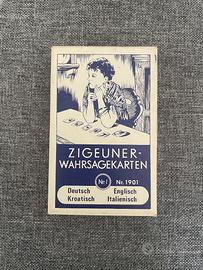 ZIGEUNER-
WAHRSAGEKARTEN
Nr. 1 Nr. 1901
Deutsch Englisch
Kroatisch Italienisch